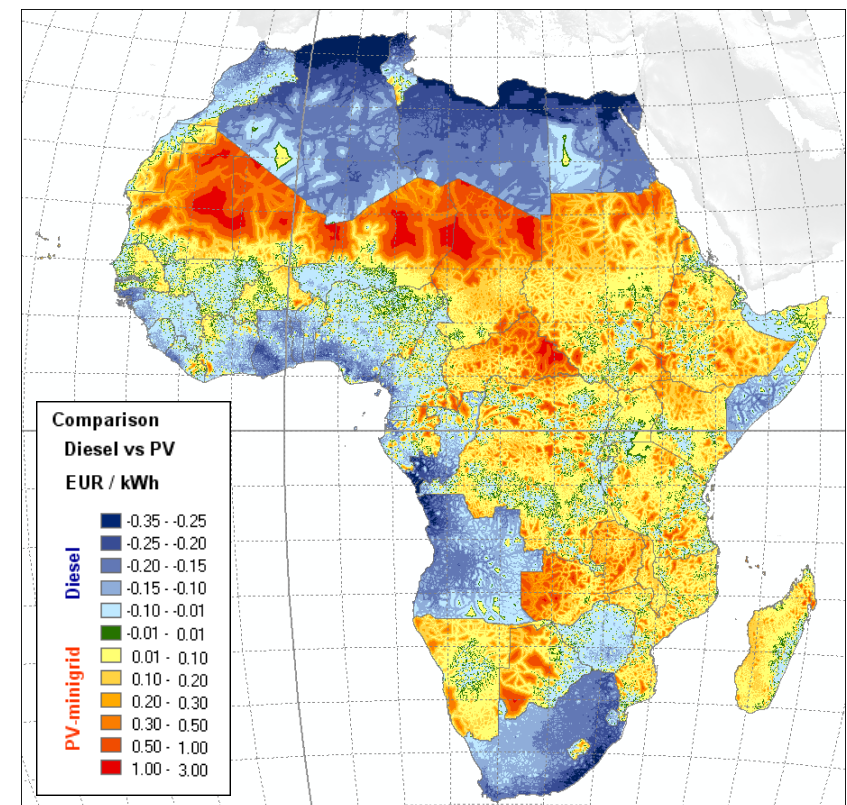 Comparison
Diesel vs PV
EUR / kWh
Diesel
-0.35 - -0.25
-0.25 - -0.20
-0.20 - -0.15
-0.15 - -0.10
-0.10 - -0.01
-0.01 - 0.01
PV-minigrid
0.01 - 0.10
0.10 - 0.20
0.20 - 0.30
0.30 - 0.50
0.50 - 1.00
1.00 - 3.00